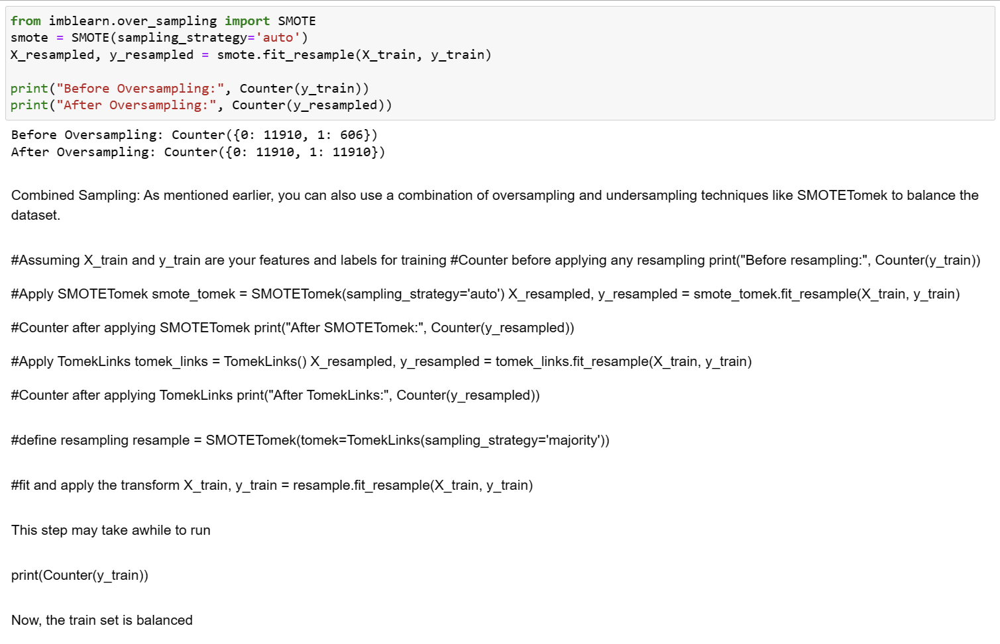 from imblearn.over_sampling import SMOTE
smote = SMOTE(sampling_strategy='auto')
X_resampled, y_resampled = smote.fit_resample(X_train, y_train)
print("Before Oversampling:", Counter(y_train))
print("After Oversampling:", Counter(y_resampled))
Before Oversampling: Counter({0: 11910, 1: 606})
After Oversampling: Counter({0: 11910, 1: 11910})
Combined Sampling: As mentioned earlier, you can also use a combination of oversampling and undersampling techniques like SMOTETomek to balance the
dataset.
#Assuming X_train and y_train are your features and labels for training #Counter before applying any resampling print("Before resampling:", Counter(y_train))
#Apply SMOTETomek smote_tomek = SMOTETomek(sampling_strategy='auto') X_resampled, y_resampled = smote_tomek.fit_resample(X_train, y_train)
#Counter after applying SMOTETomek print("After SMOTETomek:", Counter(y_resampled))
#Apply TomekLinks tomek_links = TomekLinks() X_resampled, y_resampled = tomek_links.fit_resample(X_train, y_train)
#Counter after applying TomekLinks print("After TomekLinks:", Counter(y_resampled))
#define resampling resample = SMOTETomek(tomek=TomekLinks(sampling_strategy='majority'))
#fit and apply the transform X_train, y_train = resample.fit_resample(X_train, y_train)
This step may take awhile to run
print(Counter(y_train))
Now, the train set is balanced